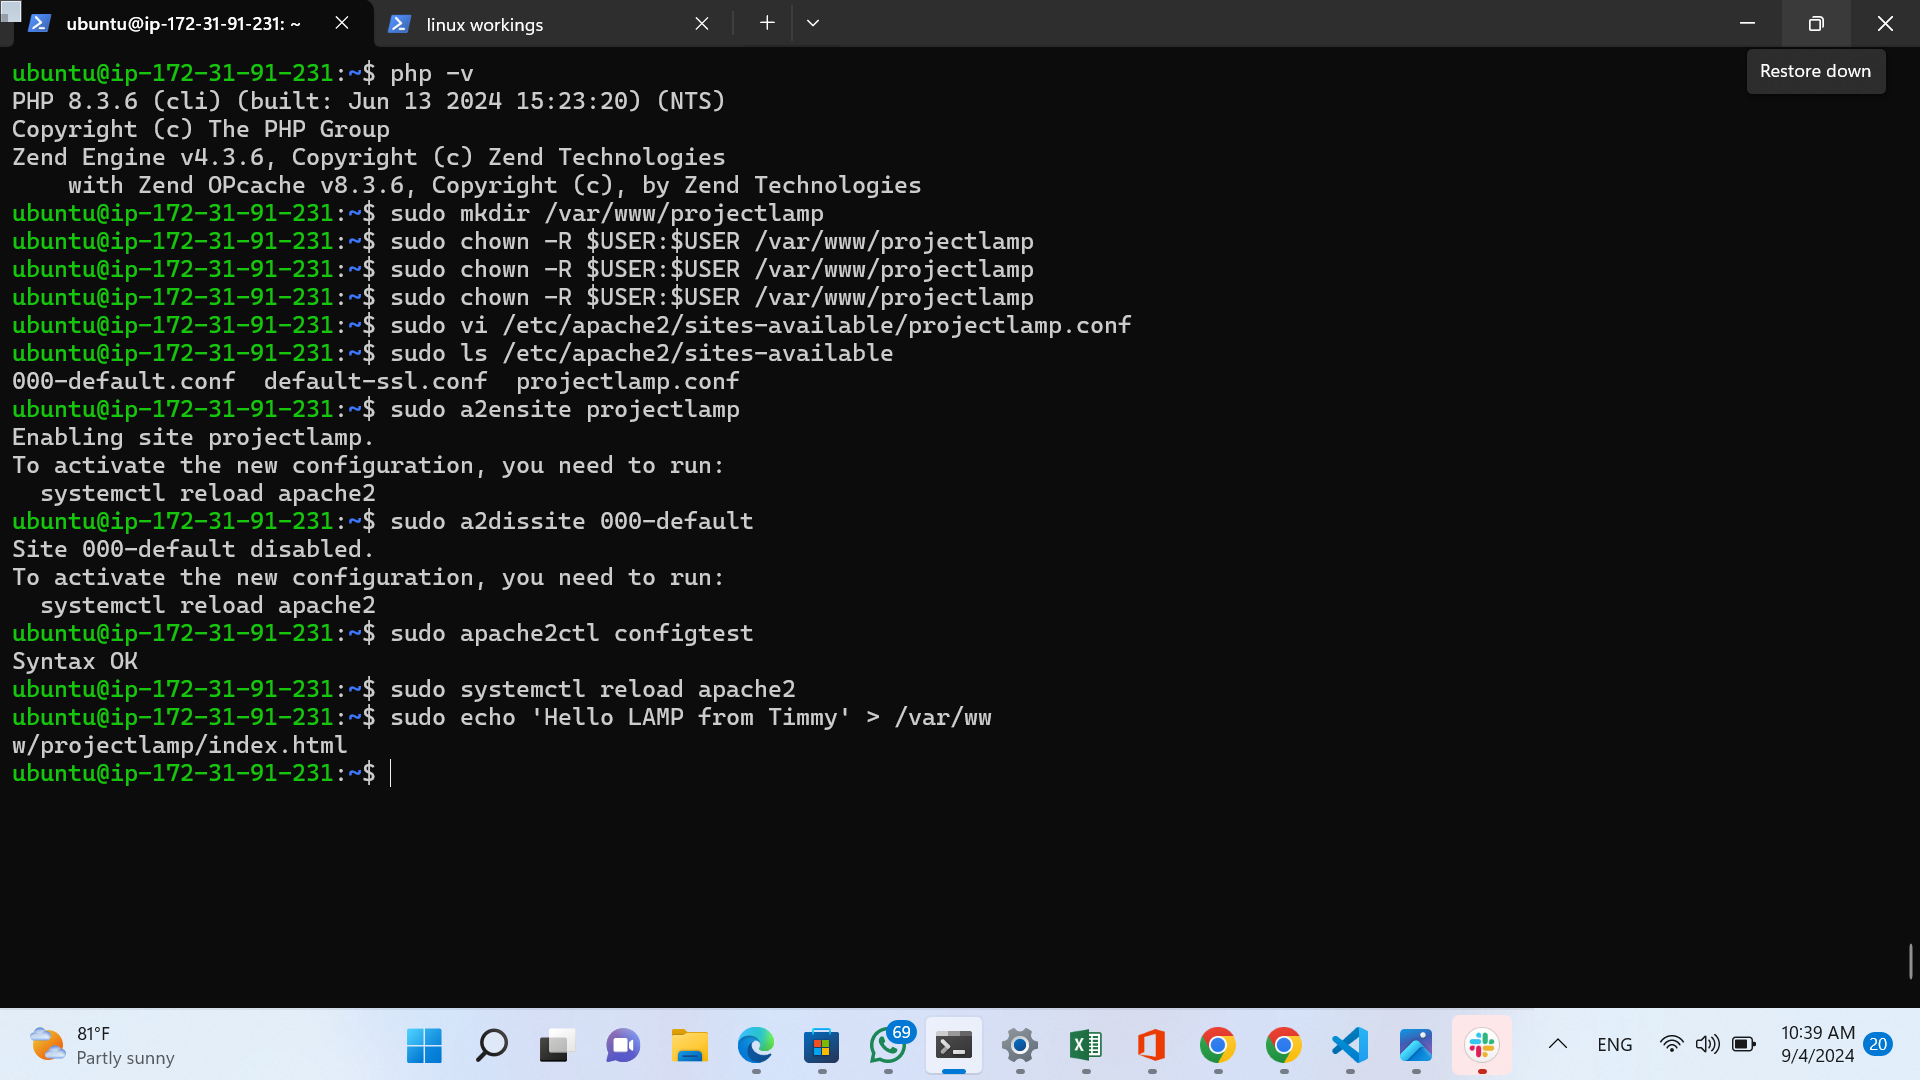 ubuntu@ip-172-31-91-231: ~
linux workings
Restore down
ubuntu@ip-172-31-91-231:~$ php -v
PHP 8.3.6 (cli) (built: Jun 13 2024 15:23:20) (NTS)
Copyright (c) The PHP Group
Zend Engine v4.3.6, Copyright (c) Zend Technologies
    with Zend OPcache v8.3.6, Copyright (c), by Zend Technologies
ubuntu@ip-172-31-91-231:~$ sudo mkdir /var/www/projectlamp
ubuntu@ip-172-31-91-231:~$ sudo chown -R $USER:$USER /var/www/projectlamp
ubuntu@ip-172-31-91-231:~$ sudo chown -R $USER:$USER /var/www/projectlamp
ubuntu@ip-172-31-91-231:~$ sudo chown -R $USER:$USER /var/www/projectlamp
ubuntu@ip-172-31-91-231:~$ sudo vi /etc/apache2/sites-available/projectlamp.conf
ubuntu@ip-172-31-91-231:~$ sudo ls /etc/apache2/sites-available
000-default.conf  default-ssl.conf  projectlamp.conf
ubuntu@ip-172-31-91-231:~$ sudo a2ensite projectlamp
Enabling site projectlamp.
To activate the new configuration, you need to run:
  systemctl reload apache2
ubuntu@ip-172-31-91-231:~$ sudo a2dissite 000-default
Site 000-default disabled.
To activate the new configuration, you need to run:
  systemctl reload apache2
ubuntu@ip-172-31-91-231:~$ sudo apache2ctl configtest
Syntax OK
ubuntu@ip-172-31-91-231:~$ sudo systemctl reload apache2
ubuntu@ip-172-31-91-231:~$ sudo echo 'Hello LAMP from Timmy' > /var/ww
w/projectlamp/index.html
ubuntu@ip-172-31-91-231:~$
81°F
Partly sunny
69
ENG
10:39 AM
9/4/2024
20